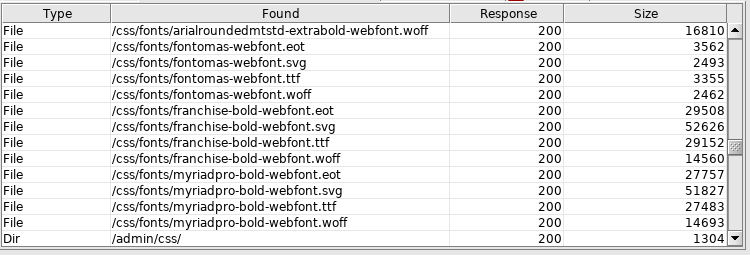 Type Found Response Size
File /css/fonts/arialroundedmtstd-extrabold-webfont.woff 200 16810
File /css/fonts/fontomas-webfont.eot 200 3562
File /css/fonts/fontomas-webfont.svg 200 2493
File /css/fonts/fontomas-webfont.ttf 200 3355
File /css/fonts/fontomas-webfont.woff 200 2462
File /css/fonts/franchise-bold-webfont.eot 200 29508
File /css/fonts/franchise-bold-webfont.svg 200 52626
File /css/fonts/franchise-bold-webfont.ttf 200 29152
File /css/fonts/franchise-bold-webfont.woff 200 14560
File /css/fonts/myriadpro-bold-webfont.eot 200 27757
File /css/fonts/myriadpro-bold-webfont.svg 200 51827
File /css/fonts/myriadpro-bold-webfont.ttf 200 27483
File /css/fonts/myriadpro-bold-webfont.woff 200 14693
Dir /admin/css/ 200 1304